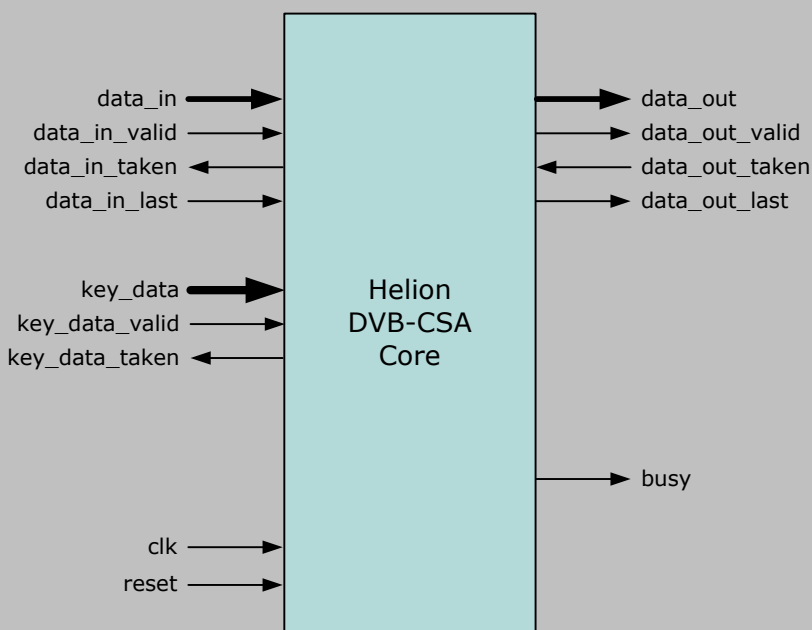 data_in
data_in_valid
data_in_taken
data_in_last
key_data
key_data_valid
key_data_taken
clk
reset
Helion
DVB-CSA
Core
data_out
data_out_valid
data_out_taken
data_out_last
busy